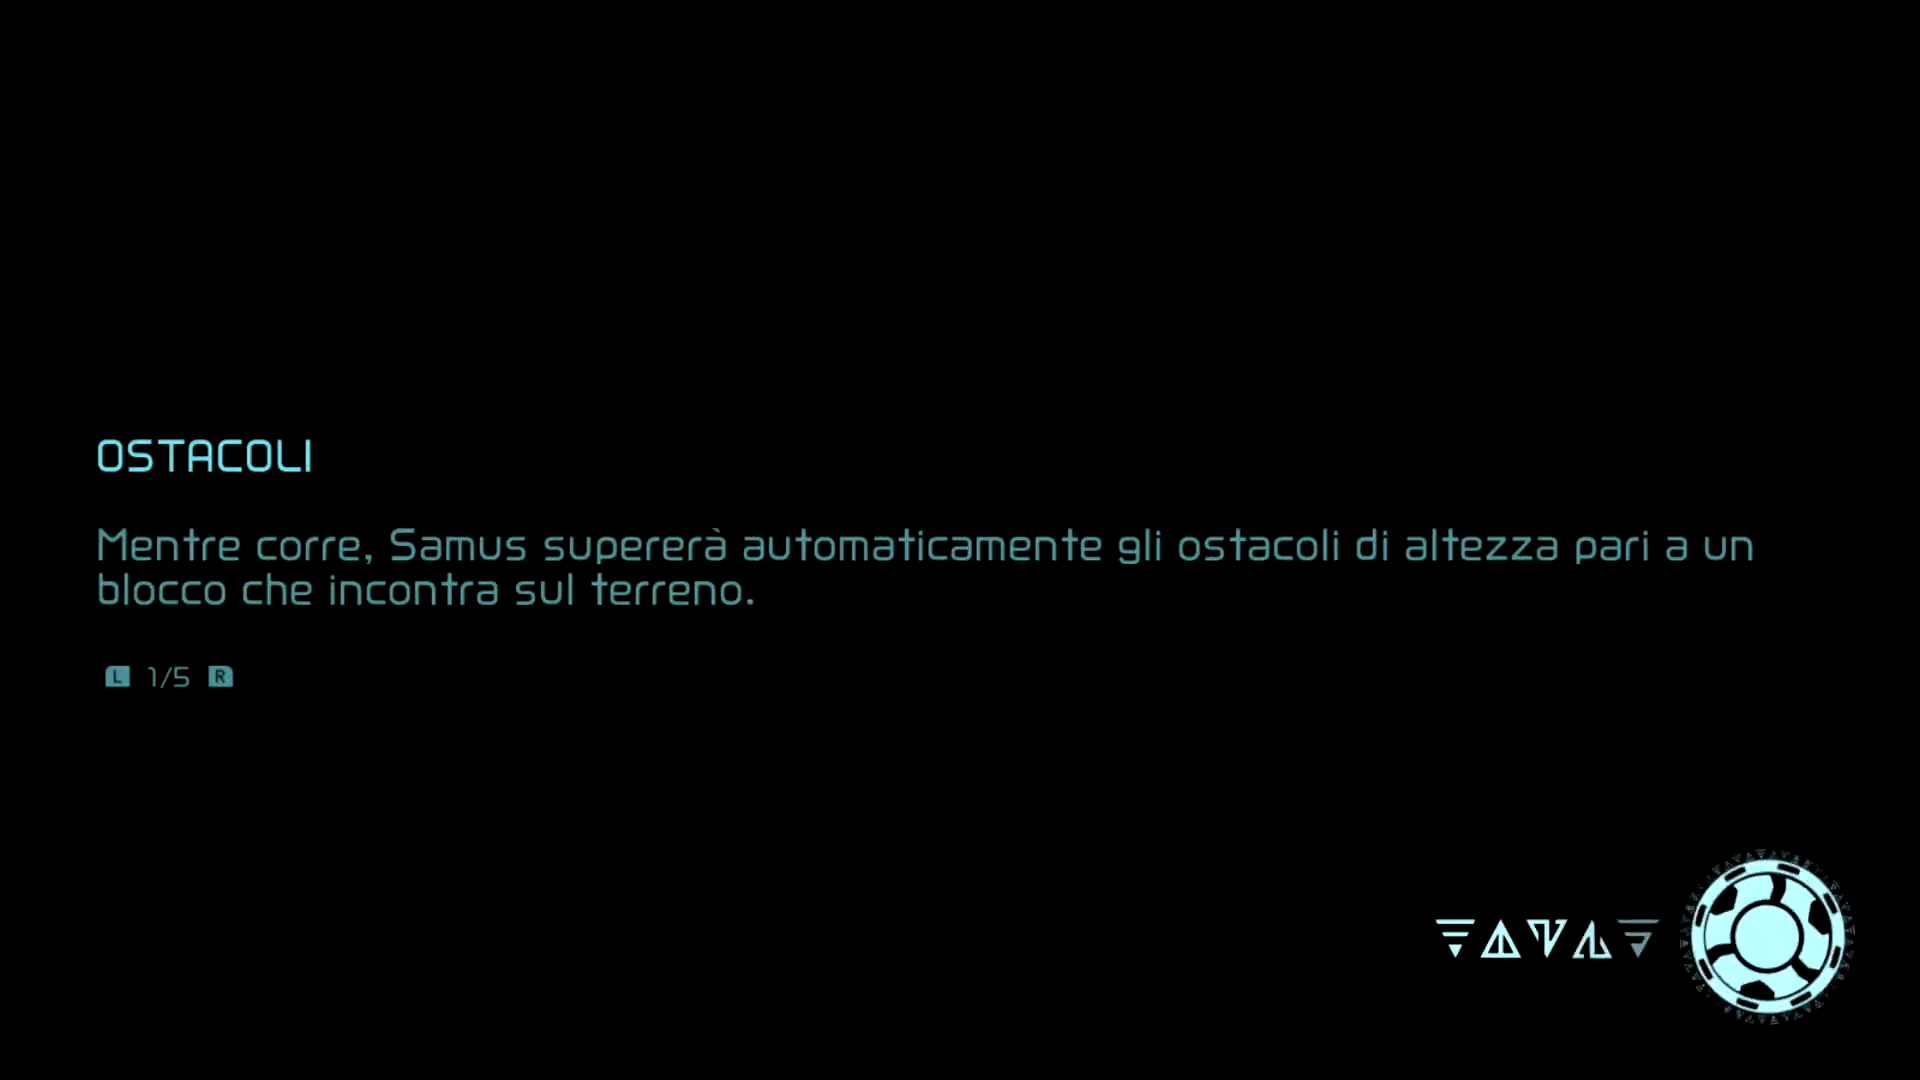 OSTACOLI
Mentre corre, Samus supererà automaticamente gli ostacoli di altezza pari a un
blocco che incontra sul terreno.
L 1/5 R